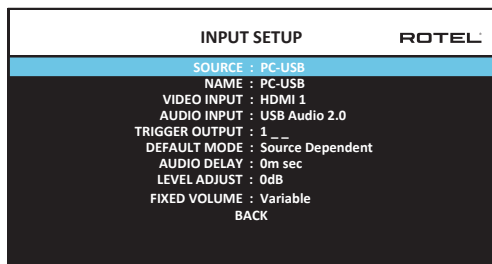 INPUT SETUP ROTEL
SOURCE : PC-USB
NAME : PC-USB
VIDEO INPUT : HDMI 1
AUDIO INPUT : USB Audio 2.0
TRIGGER OUTPUT : 1 _ _
DEFAULT MODE : Source Dependent
AUDIO DELAY : 0m sec
LEVEL ADJUST : 0dB
FIXED VOLUME : Variable
BACK